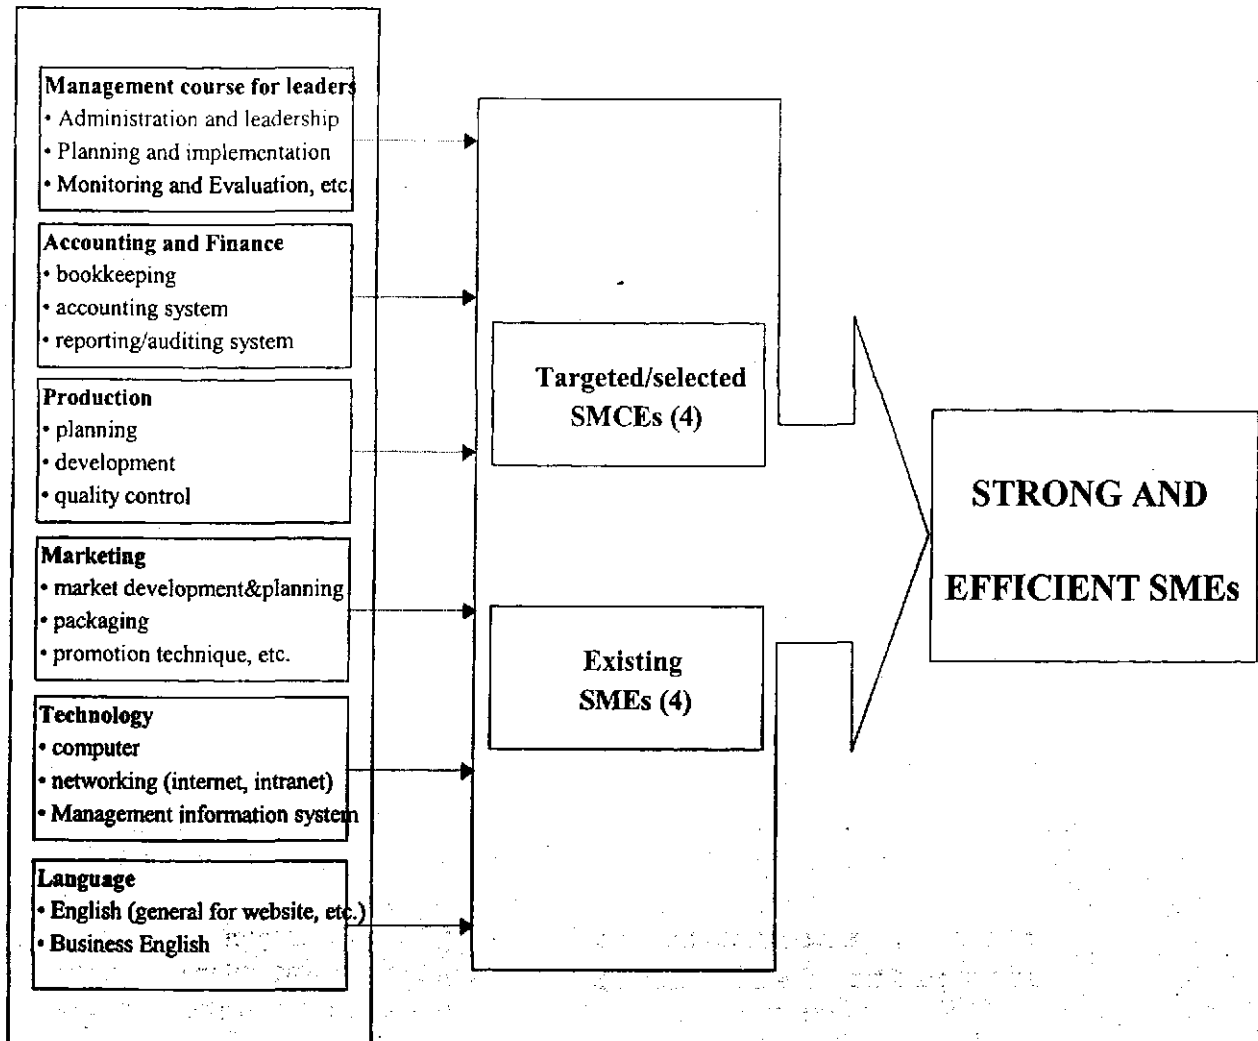 Management course for leaders
• Administration and leadership
• Planning and implementation
• Monitoring and Evaluation, etc.
Accounting and Finance
• bookkeeping
• accounting system
• reporting/auditing system
Production
• planning
• development
• quality control
Marketing
• market development&planning
• packaging
• promotion technique, etc.
Technology
• computer
• networking (internet, intranet)
• Management information system
Language
• English (general for website, etc.)
• Business English
Targeted/selected
SMCEs (4)
Existing
SMEs (4)
STRONG AND
EFFICIENT SMEs